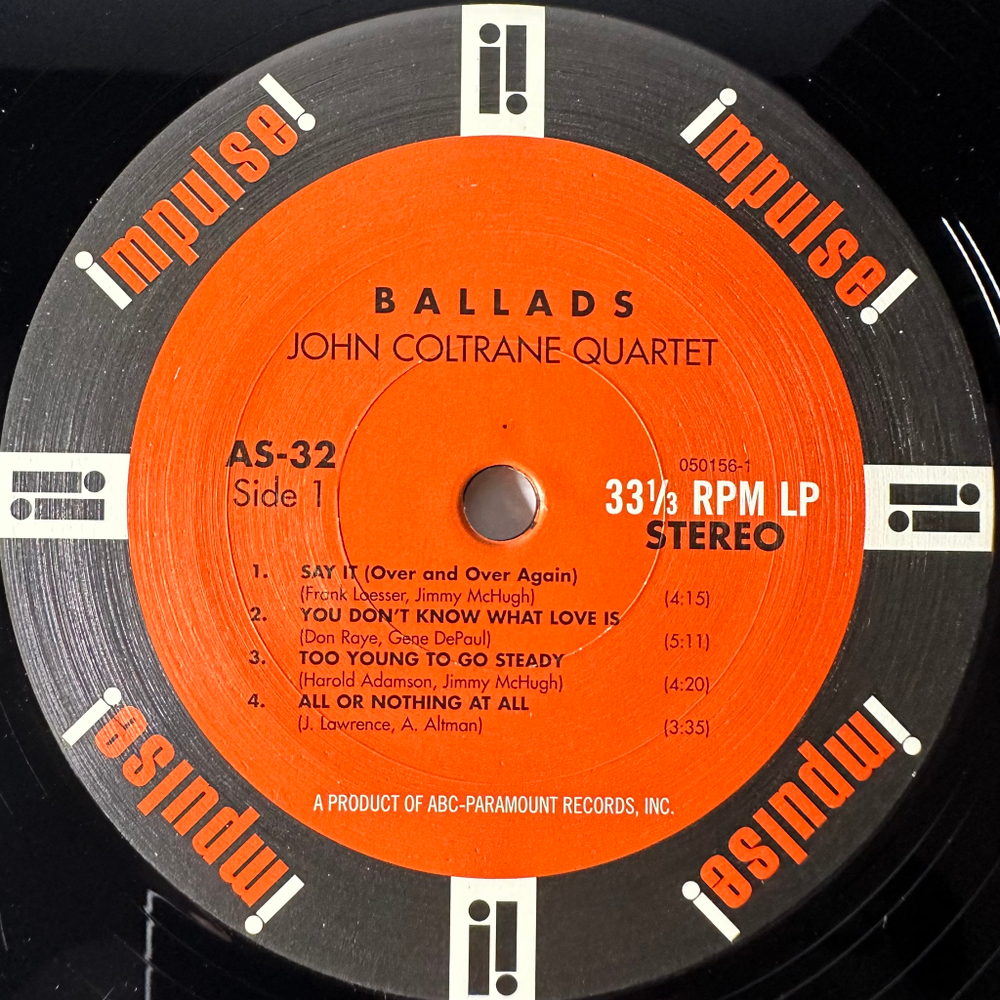 impulse!
impulse!
BALLADS
JOHN COLTRANE QUARTET
AS-32
Side 1
050156-1
33⅓ RPM LP
STEREO
1. SAY IT (Over and Over Again)
(Frank Loesser, Jimmy McHugh) (4:15)
2. YOU DON'T KNOW WHAT LOVE IS
(Don Raye, Gene DePaul) (5:11)
3. TOO YOUNG TO GO STEADY
(Harold Adamson, Jimmy McHugh) (4:20)
4. ALL OR NOTHING AT ALL
(J. Lawrence, A. Altman) (3:35)
A PRODUCT OF ABC-PARAMOUNT RECORDS, INC.
impulse!
impulse!